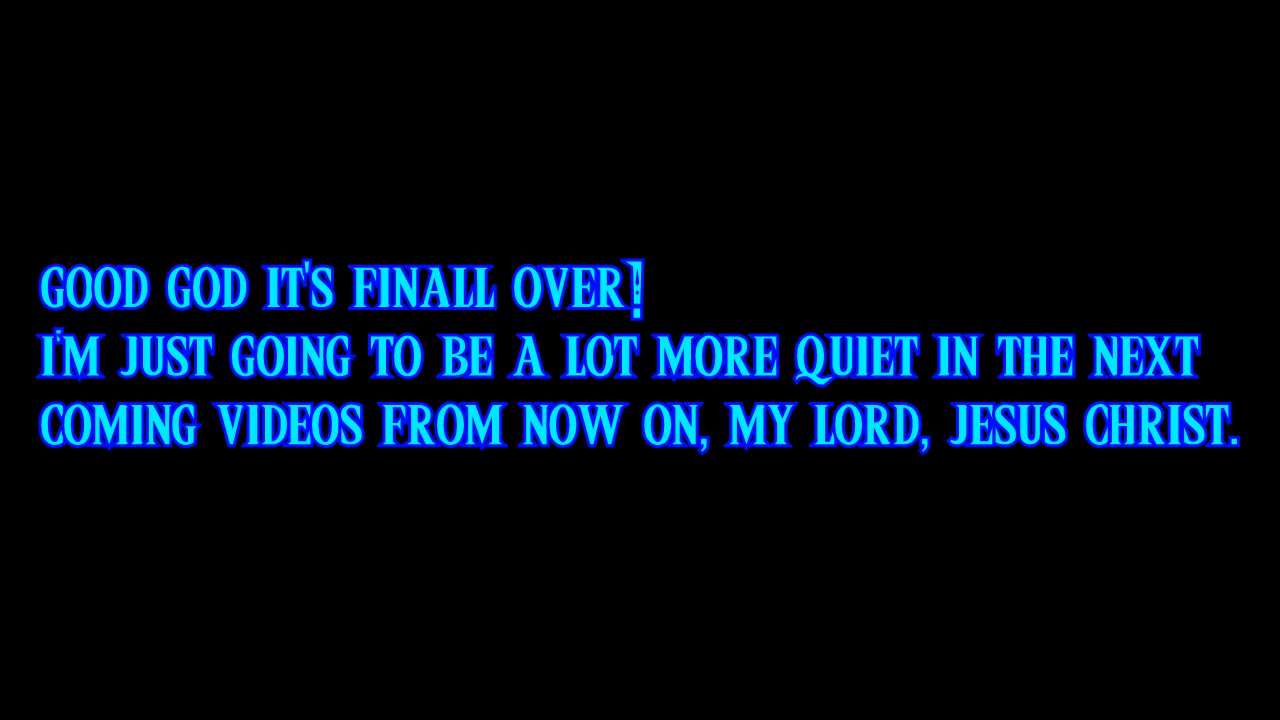 GOOD GOD IT'S FINALL OVER!
I'M JUST GOING TO BE A LOT MORE QUIET IN THE NEXT
COMING VIDEOS FROM NOW ON, MY LORD, JESUS CHRIST.